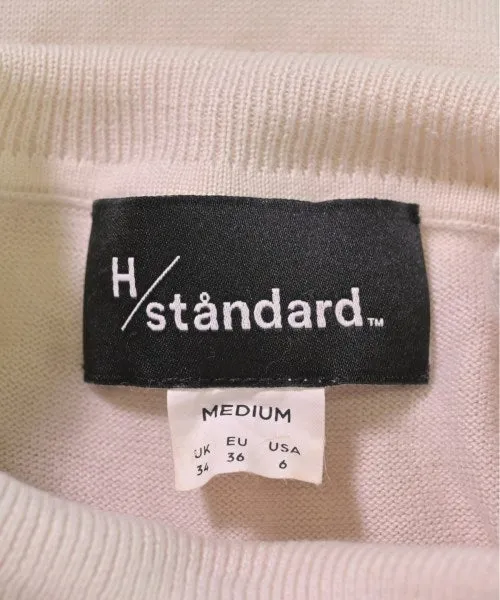 H/
ståndard™
MEDIUM
UK EU USA
34 36 6